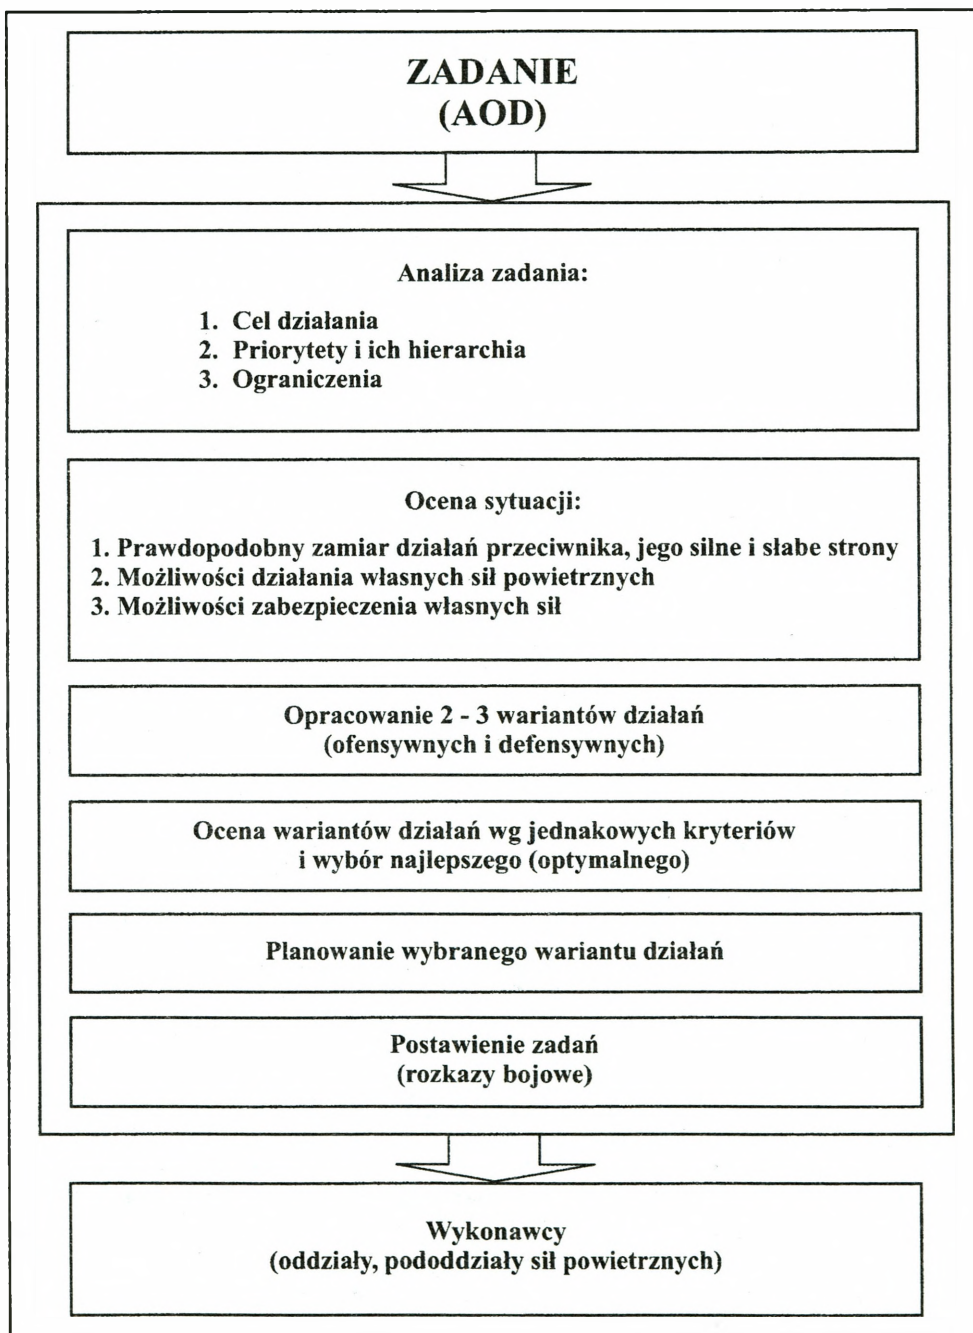 ZADANIE
(AOD)
Analiza zadania:
1. Cel działania
2. Priorytety i ich hierarchia
3. Ograniczenia
Ocena sytuacji:
1. Prawdopodobny zamiar działań przeciwnika, jego silne i słabe strony
2. Możliwości działania własnych sił powietrznych
3. Możliwości zabezpieczenia własnych sił
Opracowanie 2 - 3 wariantów działań
(ofensywnych i defensywnych)
Ocena wariantów działań wg jednakowych kryteriów
i wybór najlepszego (optymalnego)
Planowanie wybranego wariantu działań
Postawienie zadań
(rozkazy bojowe)
Wykonawcy
(oddziały, pododdziały sił powietrznych)